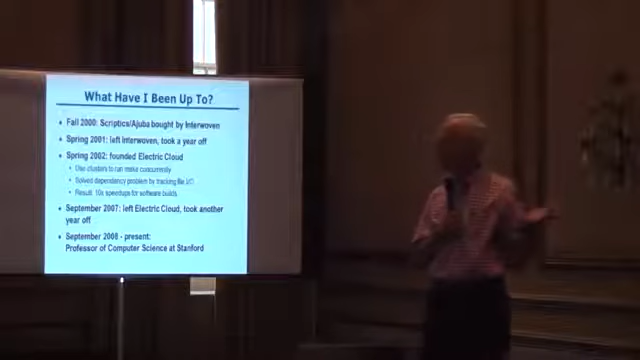 What Have I Been Up To?
Fall 2000: Scriptics/Ajuba bought by Interwoven
Spring 2001: left Interwoven, took a year off
Spring 2002: founded Electric Cloud
Use clusters to run make concurrently
Solved dependency problem by tracking file I/O
Result: 10x speedups for software builds
September 2007: left Electric Cloud, took another
year off
September 2008 - present:
Professor of Computer Science at Stanford